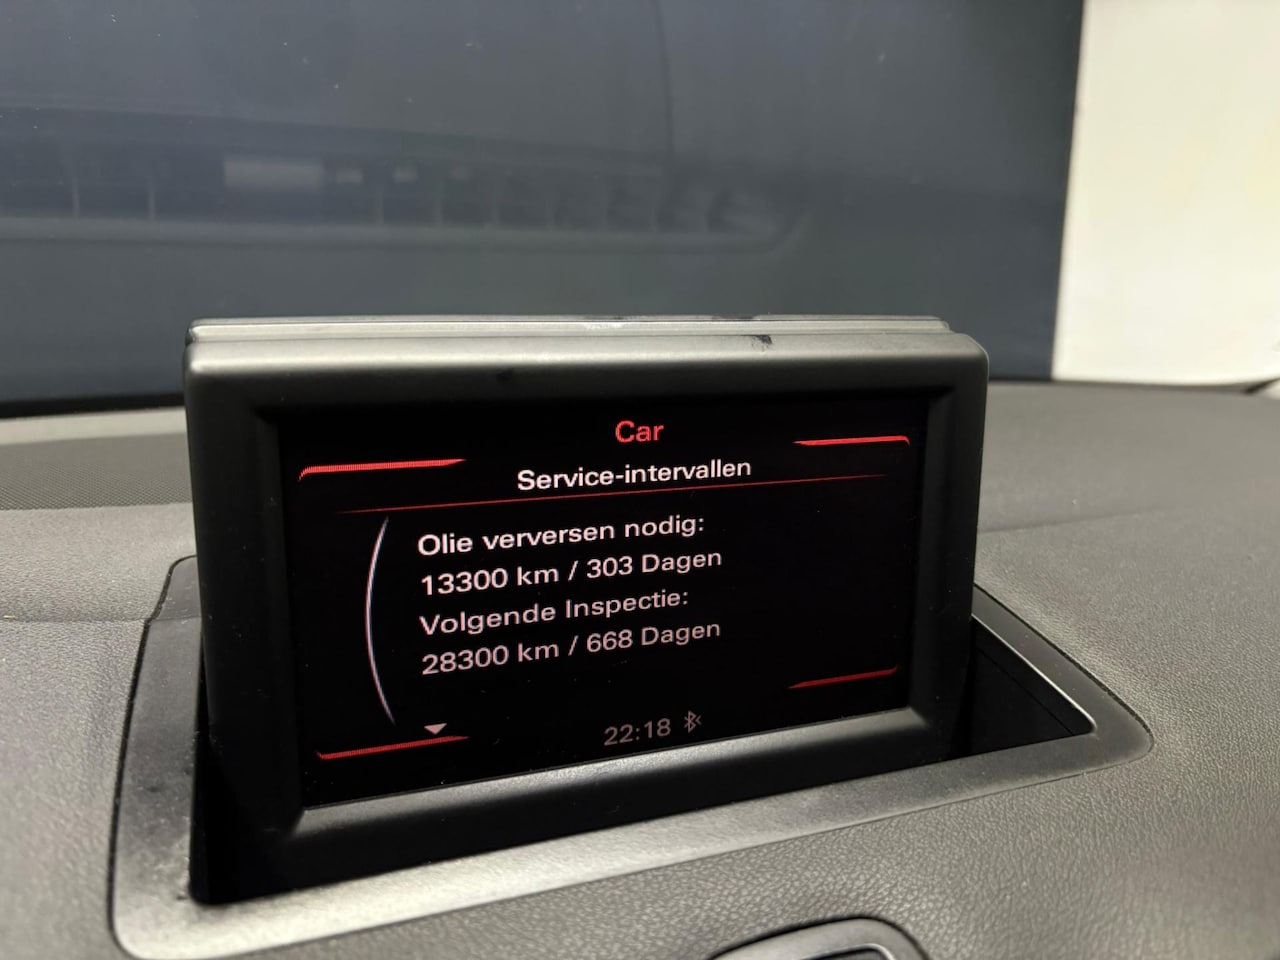 Car
Service-intervallen
Olie verversen nodig:
13300 km / 303 Dagen
Volgende Inspectie:
28300 km / 668 Dagen
22:18